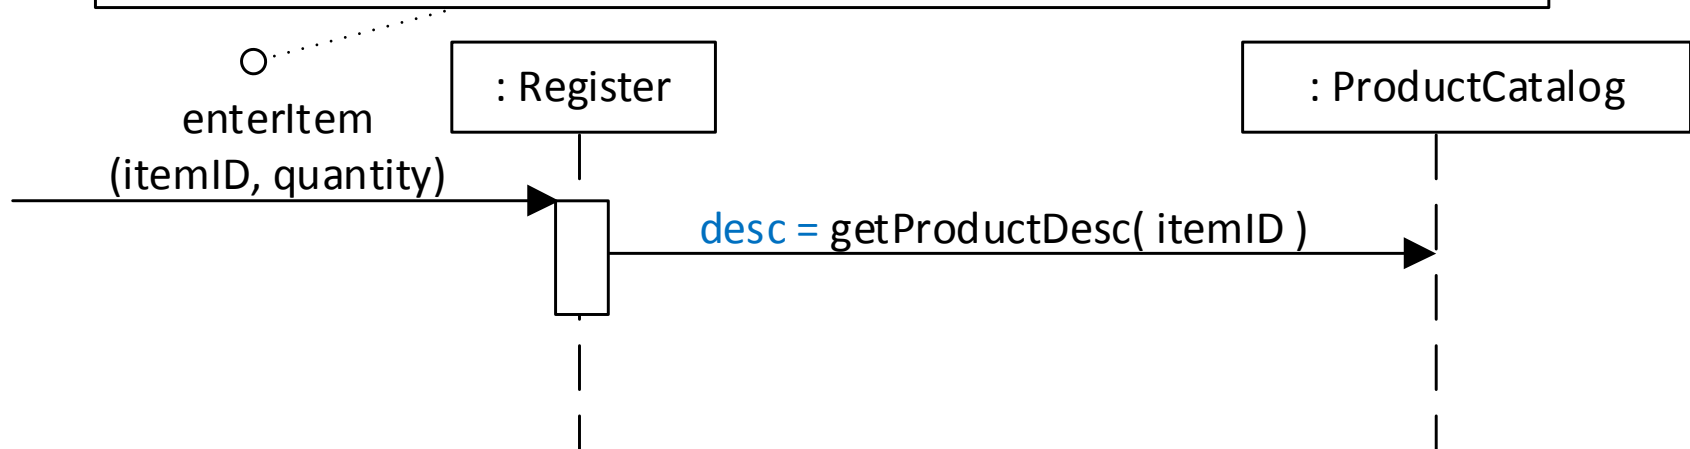 : Register
: ProductCatalog
enterItem
(itemID, quantity)
desc = getProductDesc( itemID )